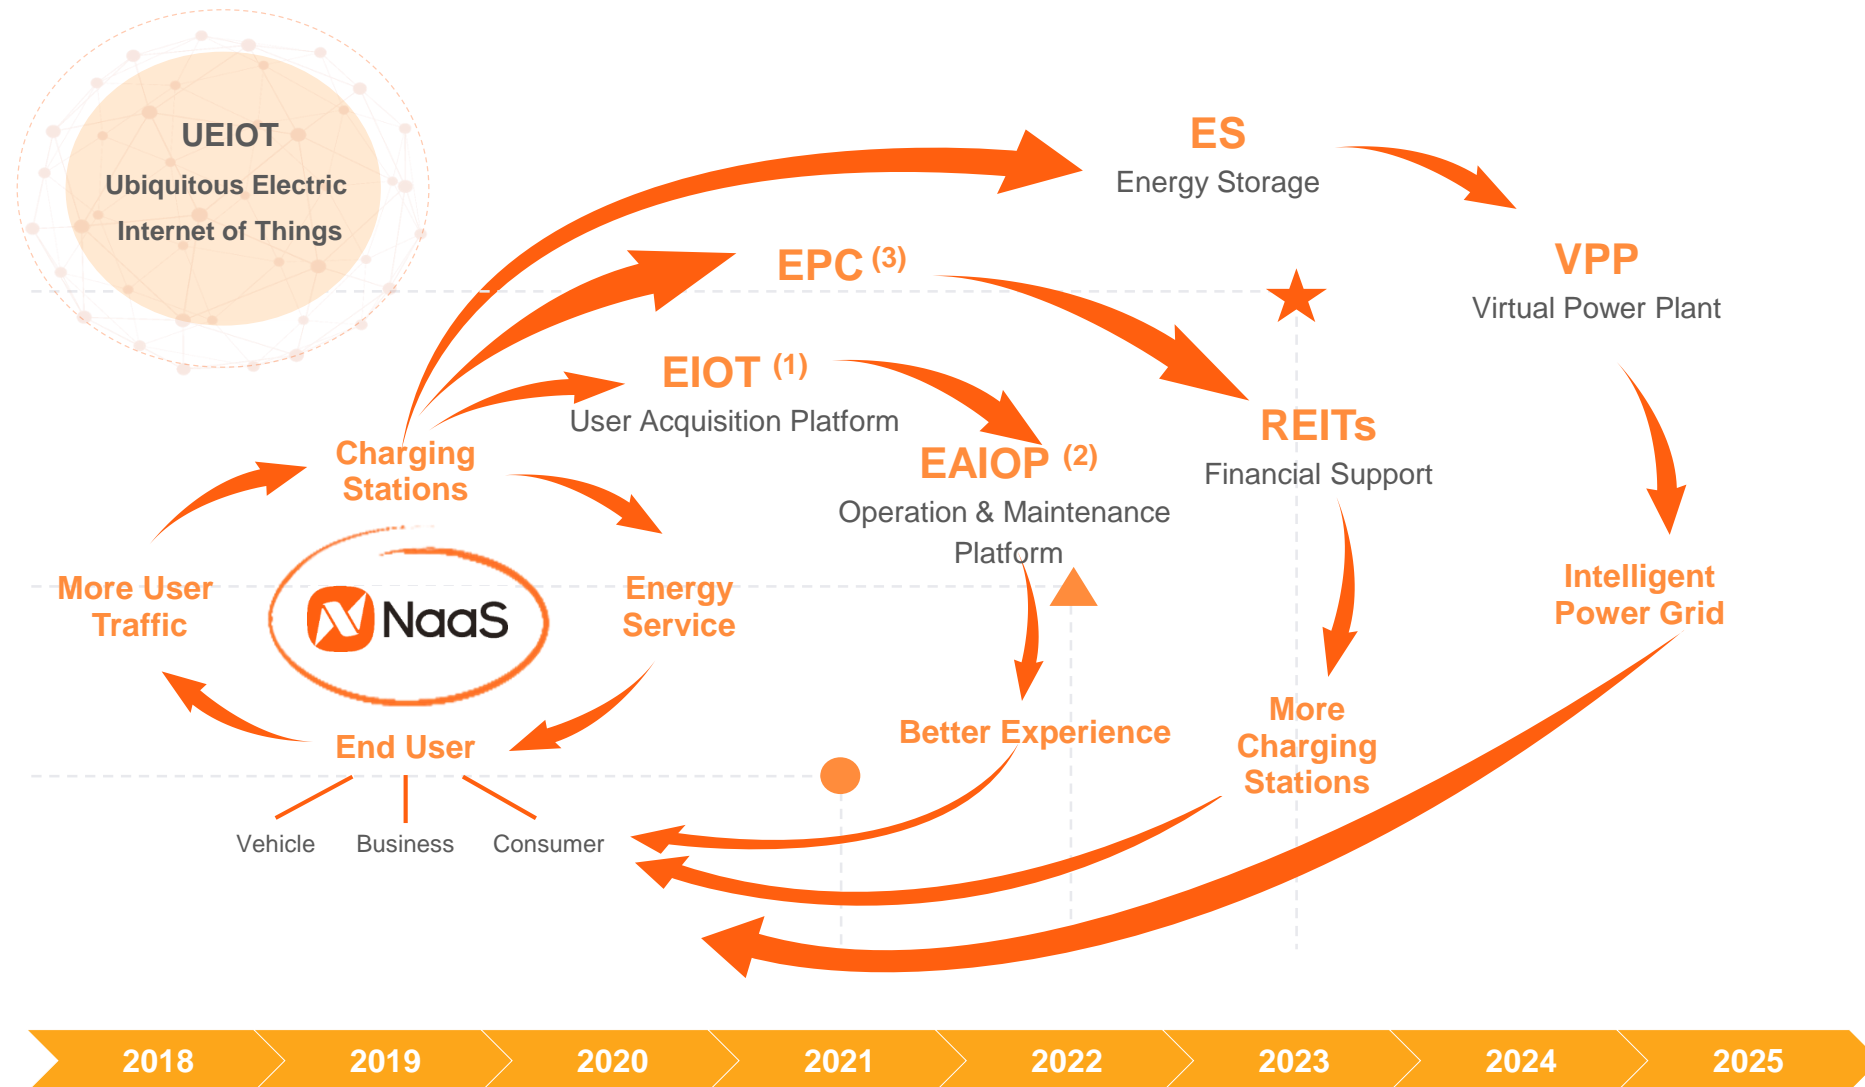 UEIOT
Ubiquitous Electric
Internet of Things
ES
Energy Storage
EPC (3)
VPP
Virtual Power Plant
EIOT (1)
User Acquisition Platform
REITs
Financial Support
EAIOP (2)
Operation & Maintenance
Platform
Charging
Stations
More User
Traffic
NaaS
Energy
Service
Intelligent
Power Grid
End User
Better Experience
More
Charging
Stations
Vehicle
Business
Consumer
2018
2019
2020
2021
2022
2023
2024
2025